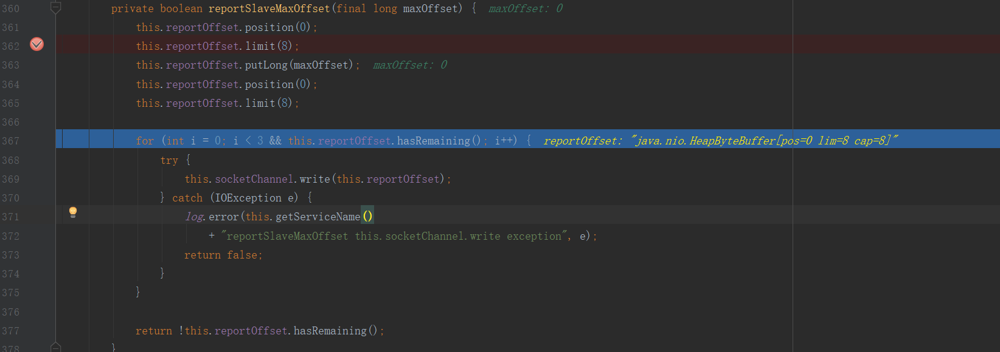 360 private boolean reportSlaveMaxOffset(final long maxOffset) { maxOffset: 0
361 this.reportOffset.position(0);
362 this.reportOffset.limit(8);
363 this.reportOffset.putLong(maxOffset); maxOffset: 0
364 this.reportOffset.position(0);
365 this.reportOffset.limit(8);
366
367 for (int i = 0; i < 3 && this.reportOffset.hasRemaining(); i++) { reportOffset: "java.nio.HeapByteBuffer[pos=0 lim=8 cap=8]"
368 try {
369 this.socketChannel.write(this.reportOffset);
370 } catch (IOException e) {
371 log.error(this.getServiceName()
372 + "reportSlaveMaxOffset this.socketChannel.write exception", e);
373 return false;
374 }
375 }
376
377 return !this.reportOffset.hasRemaining();
378 }